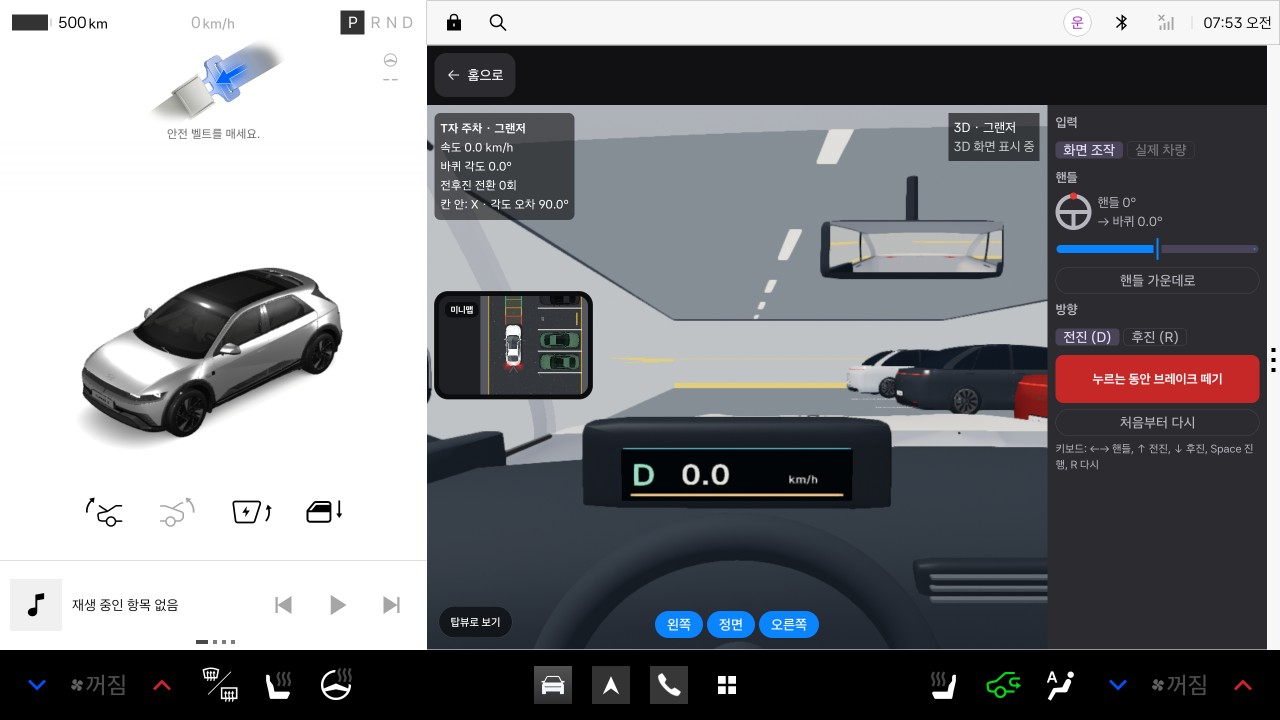 500 km
0 km/h
P R N D
운
07:53 오전
안전 벨트를 매세요.
--
← 홈으로
T자 주차 · 그랜저
속도 0.0 km/h
바퀴 각도 0.0°
전후진 전환 0회
칸 안: X · 각도 오차 90.0°
3D · 그랜저
3D 화면 표시 중
미니맵
D 0.0 km/h
탑뷰로 보기
왼쪽 정면 오른쪽
입력
화면 조작 실제 차량
핸들
핸들 0°
→ 바퀴 0.0°
핸들 가운데로
방향
전진 (D) 후진 (R)
누르는 동안 브레이크 떼기
처음부터 다시
키보드: ←→ 핸들, ↑ 전진, ↓ 후진, Space 진
행, R 다시
재생 중인 항목 없음
꺼짐
A
꺼짐